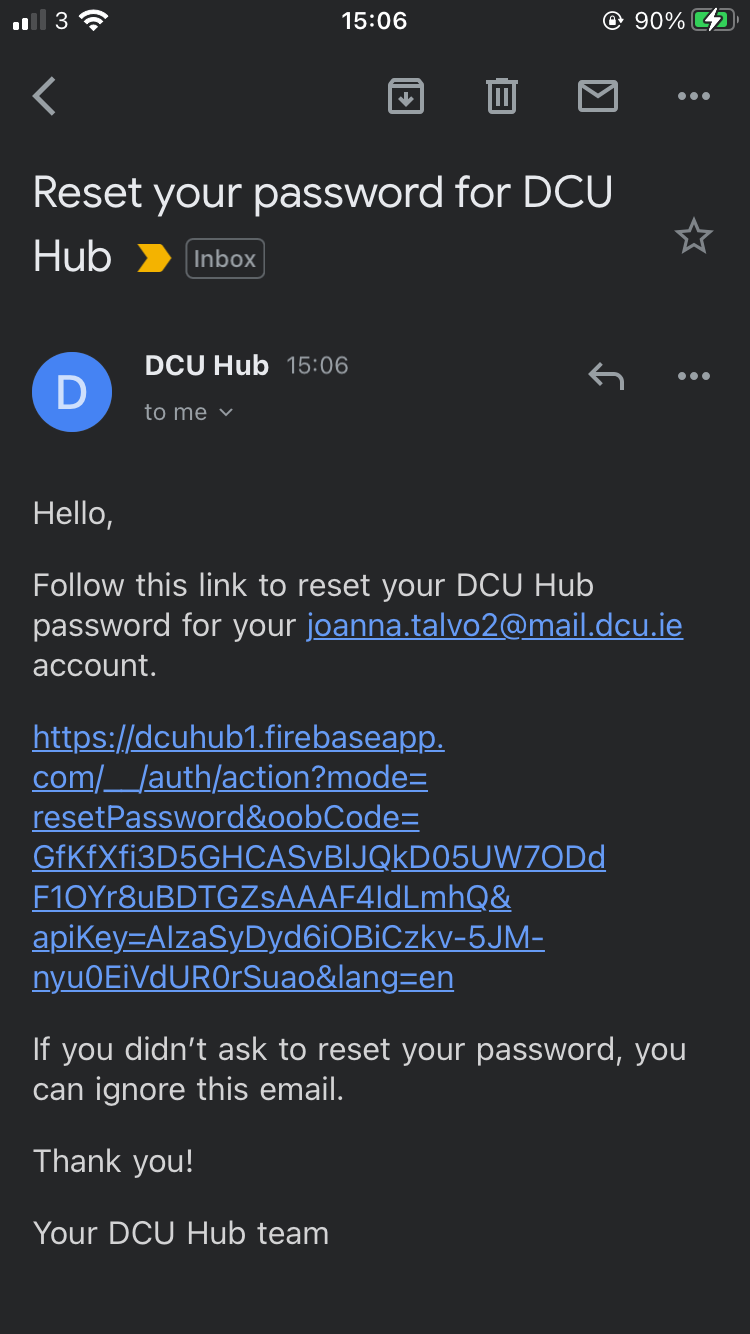 3 15:06 90%
Reset your password for DCU
Hub Inbox
D DCU Hub 15:06
to me
Hello,
Follow this link to reset your DCU Hub
password for your joanna.talvo2@mail.dcu.ie
account.
https://dcuhub1.firebaseapp.
com/__/auth/action?mode=
resetPassword&oobCode=
GfKfXfi3D5GHCASvBlJQkD05UW7ODd
F1OYr8uBDTGZsAAAF4IdLmhQ&
apiKey=AIzaSyDyd6iOBiCzkv-5JM-
nyu0EiVdUR0rSuao&lang=en
If you didn't ask to reset your password, you
can ignore this email.
Thank you!
Your DCU Hub team